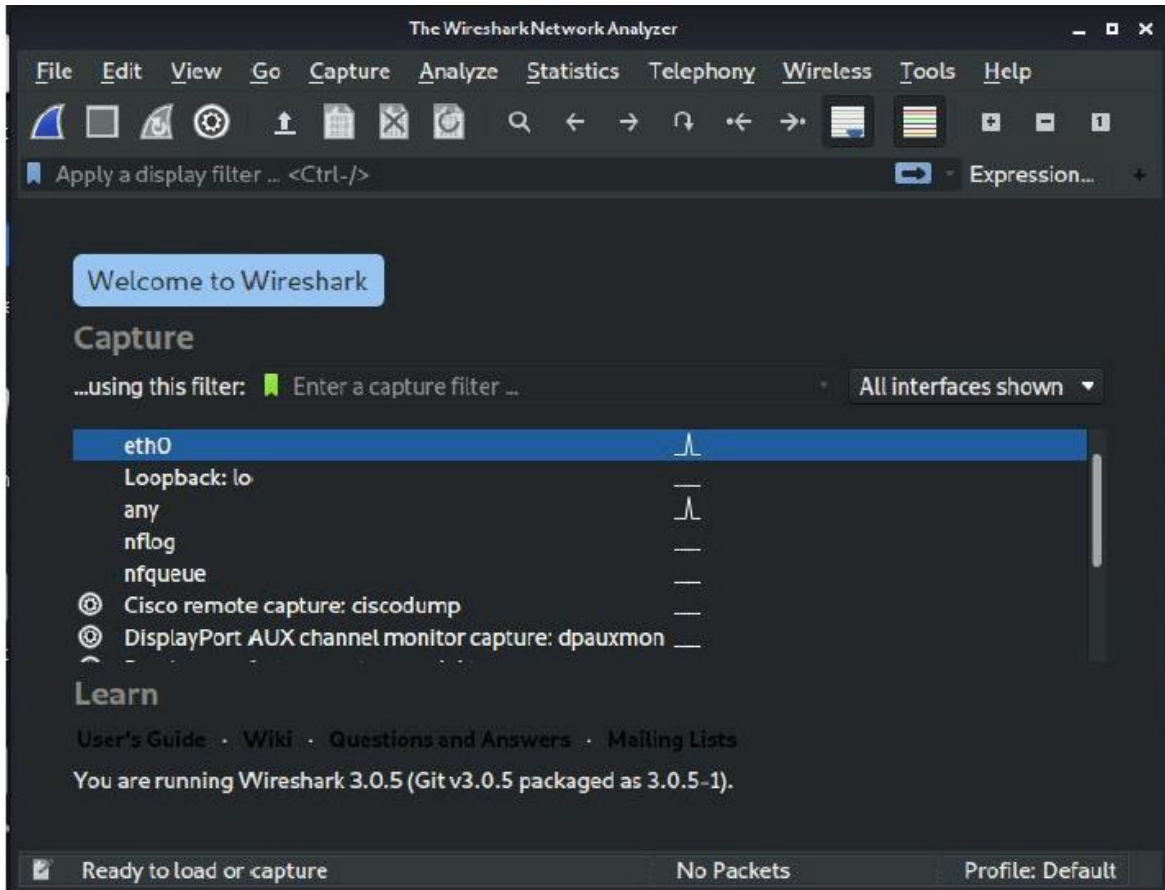 The Wireshark Network Analyzer
File Edit View Go Capture Analyze Statistics Telephony Wireless Tools Help
Apply a display filter ... <Ctrl-/> Expression... +
Welcome to Wireshark
Capture
...using this filter: Enter a capture filter ... All interfaces shown
eth0
Loopback: lo
any
nflog
nfqueue
Cisco remote capture: ciscodump
DisplayPort AUX channel monitor capture: dpauxmon
Learn
User's Guide · Wiki · Questions and Answers · Mailing Lists
You are running Wireshark 3.0.5 (Git v3.0.5 packaged as 3.0.5-1).
Ready to load or capture No Packets Profile: Default